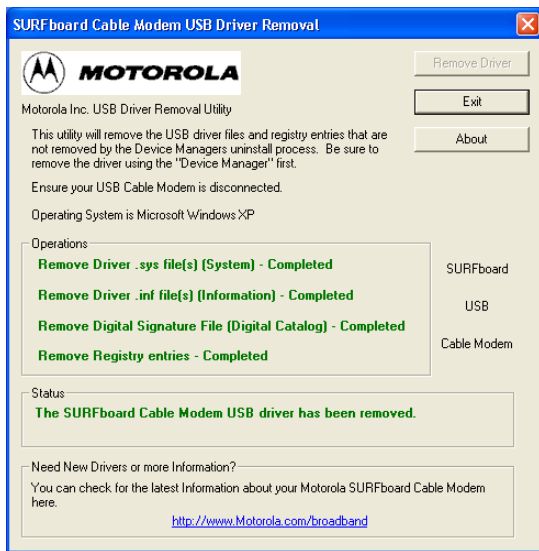 SURFboard Cable Modem USB Driver Removal
MOTOROLA
Remove Driver
Motorola Inc. USB Driver Removal Utility
Exit
This utility will remove the USB driver files and registry entries that are
not removed by the Device Managers uninstall process. Be sure to
remove the driver using the "Device Manager" first.
About
Ensure your USB Cable Modem is disconnected.
Operating System is Microsoft Windows XP
Operations
Remove Driver .sys file(s) (System) - Completed
Remove Driver .inf file(s) (Information) - Completed
Remove Digital Signature File (Digital Catalog) - Completed
Remove Registry entries - Completed
SURFboard
USB
Cable Modem
Status
The SURFboard Cable Modem USB driver has been removed.
Need New Drivers or more Information?
You can check for the latest Information about your Motorola SURFboard Cable Modem
here.
http://www.Motorola.com/broadband